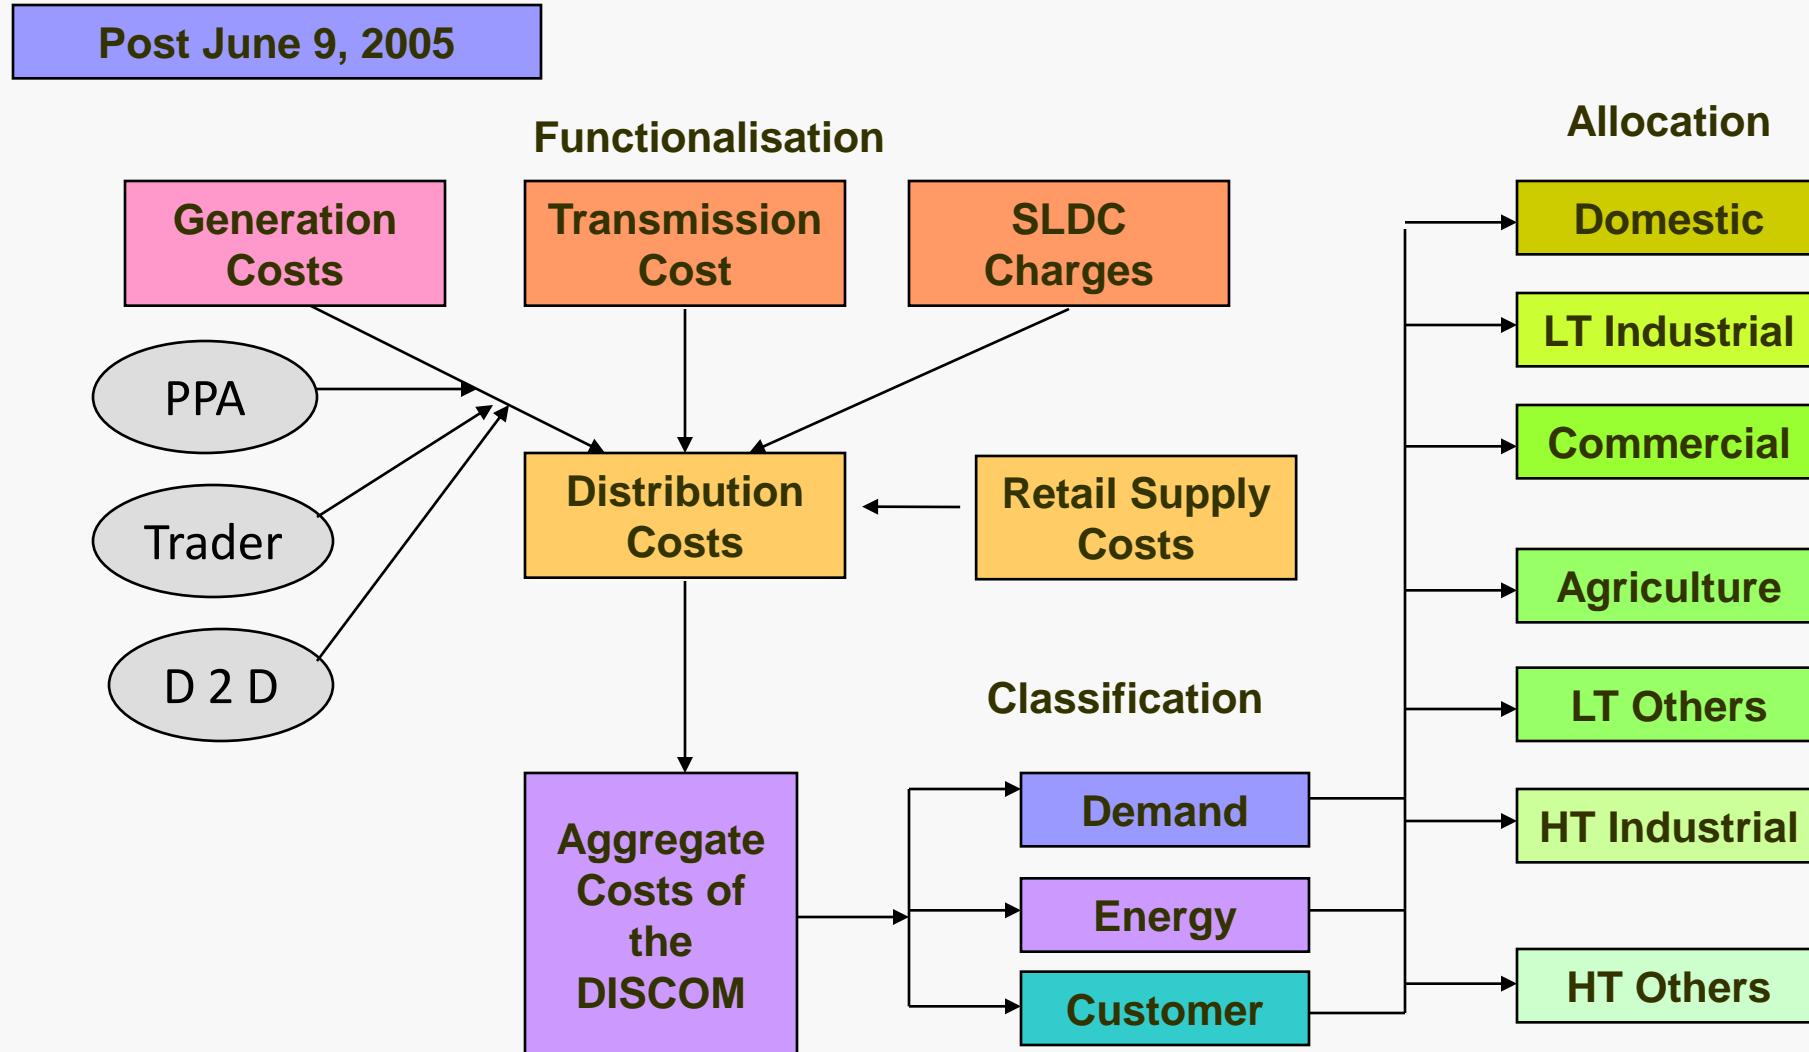 Post June 9, 2005
Functionalisation
Allocation
Generation
Costs
Transmission
Cost
SLDC
Charges
Domestic
LT Industrial
PPA
Commercial
Distribution
Costs
Retail Supply
Costs
Trader
Agriculture
D 2 D
Classification
LT Others
Aggregate
Costs of
the
DISCOM
Demand
Energy
Customer
HT Industrial
HT Others